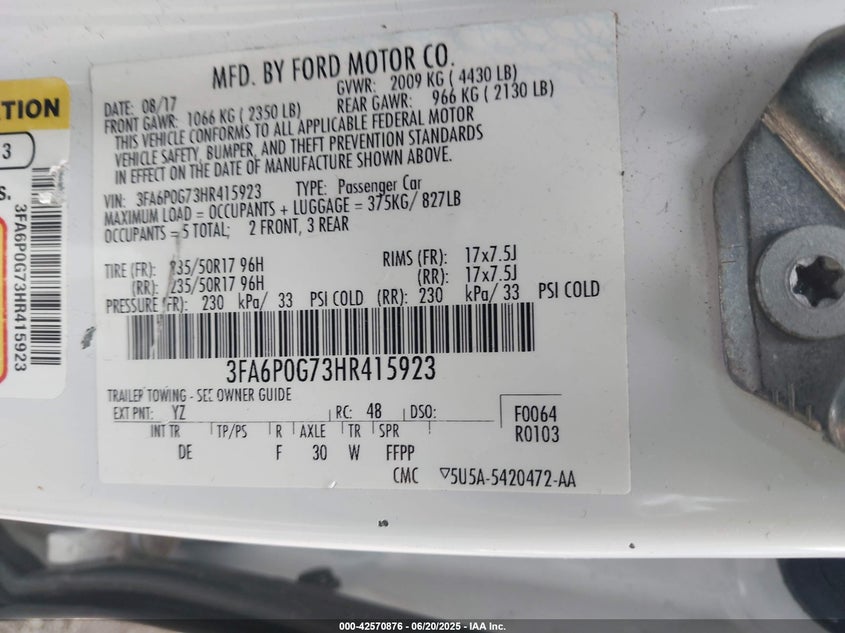 MFD. BY FORD MOTOR CO.
DATE: 08/17 GVWR: 2009 KG ( 4430 LB)
FRONT GAWR: 1066 KG ( 2350 LB) REAR GAWR: 966 KG ( 2130 LB)
THIS VEHICLE CONFORMS TO ALL APPLICABLE FEDERAL MOTOR
VEHICLE SAFETY, BUMPER, AND THEFT PREVENTION STANDARDS
IN EFFECT ON THE DATE OF MANUFACTURE SHOWN ABOVE.
VIN: 3FA6P0G73HR415923 TYPE: Passenger Car
MAXIMUM LOAD = OCCUPANTS + LUGGAGE = 375KG/ 827LB
OCCUPANTS = 5 TOTAL; 2 FRONT, 3 REAR
TIRE (FR): 235/50R17 96H RIMS (FR): 17x7.5J
(RR): 235/50R17 96H (RR): 17x7.5J
PRESSURE (FR): 230 kPa/ 33 PSI COLD (RR): 230 kPa/ 33 PSI COLD
3FA6P0G73HR415923
TRAILER TOWING - SEE OWNER GUIDE
EXT PNT: YZ RC: 48 DSO: F0064
INT TR TP/PS R AXLE TR SPR R0103
DE F 30 W FFPP
CMC ▽5U5A-5420472-AA
TION
3
S.
3FA6P0G73HR415923
000-42570876 / 06/20/2025 / IAA Inc.